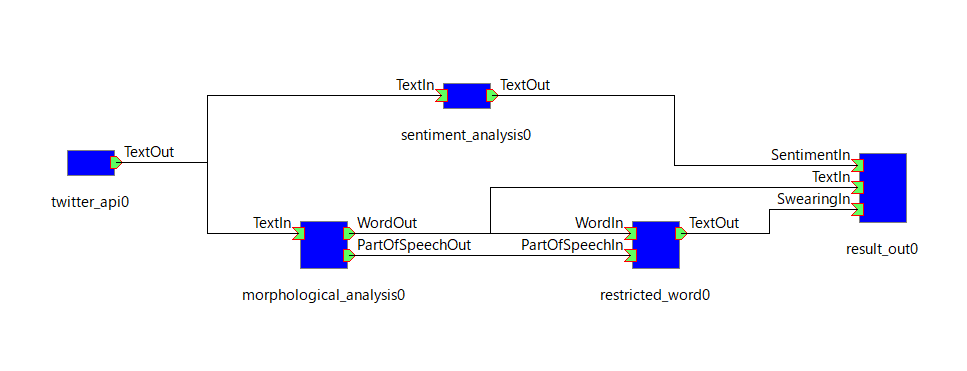 TextIn
TextOut
sentiment_analysis0
TextOut
twitter_api0
SentimentIn
TextIn
SwearingIn
result_out0
TextIn
WordOut
PartOfSpeechOut
morphological_analysis0
WordIn
PartOfSpeechIn
TextOut
restricted_word0